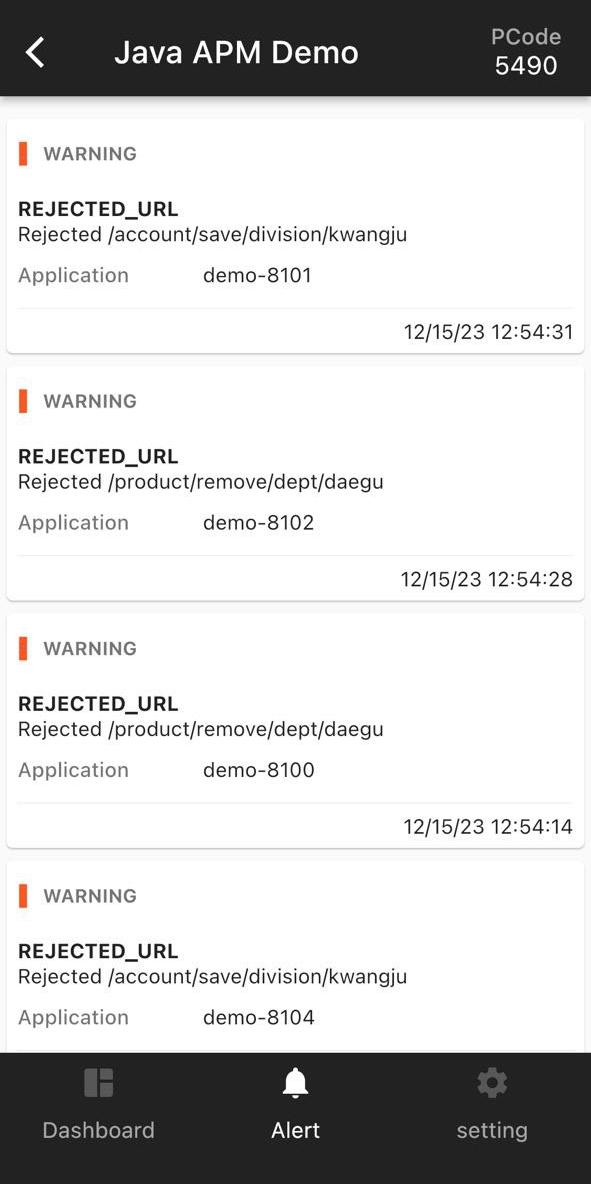 Java APM Demo
PCode
5490
WARNING
REJECTED_URL
Rejected /account/save/division/kwangju
Application demo-8101
12/15/23 12:54:31
WARNING
REJECTED_URL
Rejected /product/remove/dept/daegu
Application demo-8102
12/15/23 12:54:28
WARNING
REJECTED_URL
Rejected /product/remove/dept/daegu
Application demo-8100
12/15/23 12:54:14
WARNING
REJECTED_URL
Rejected /account/save/division/kwangju
Application demo-8104
Dashboard Alert setting